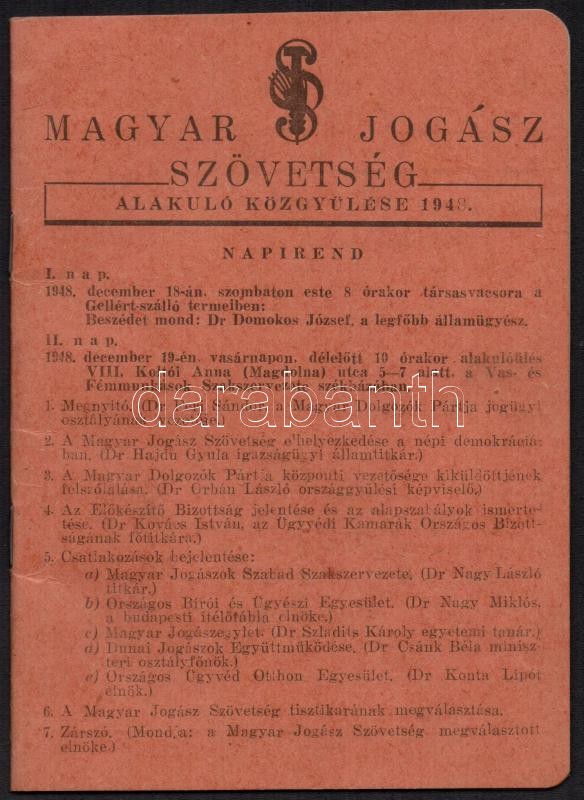 MAGYAR JOGÁSZ
SZÖVETSÉG
ALAKULÓ KÖZGYÜLÉSE 1948.
NAPIREND
I. nap.
1948. december 18-án, szombaton este 8 órakor társasvacsora a
Gellért-szálló termeiben:
Beszédet mond: Dr Domokos József, a legfőbb államügyész.
II. nap.
1948. december 19-én, vasárnapon, délelőtt 10 órakor alakulóülés
VIII. Koltói Anna (Magdolna) utca 5—7 alatt, a Vas- és
Fémmunkások Szakszervezete székházában
darabanth
1. Megnyitó. (Dr Sándor, a Magyar Dolgozók Pártja jogügyi
osztályának vezetője.)
2. A Magyar Jogász Szövetség elhelyezkedése a népi demokráciá-
ban. (Dr Hajdu Gyula igazságügyi államtitkár.)
3. A Magyar Dolgozók Pártja központi vezetősége kiküldöttjének
felszólalása. (Dr Orbán László országgyülési képviselő.)
4. Az Előkészítő Bizottság jelentése és az alapszabályok ismerte-
tése. (Dr Kovács István, az Ügyvédi Kamarák Országos Bizott-
ságának főtitkára.)
5. Csatlakozások bejelentése:
a) Magyar Jogászok Szabad Szakszervezete. (Dr Nagy László
titkár.)
b) Országos Birói és Ügyészi Egyesület. (Dr Nagy Miklós,
a budapesti ítélőtábla elnöke.)
c) Magyar Jogászegylet. (Dr Szladits Károly egyetemi tanár.)
d) Dunai Jogászok Együttműködése. (Dr Csánk Béla minisz-
teri osztályfőnök.)
e) Országos Ügyvéd Otthon Egyesület. (Dr Konta Lipót
elnök.)
6. A Magyar Jogász Szövetség tisztikarának megválasztása.
7. Zárszó. (Mondja: a Magyar Jogász Szövetség megválasztott
elnöke.)